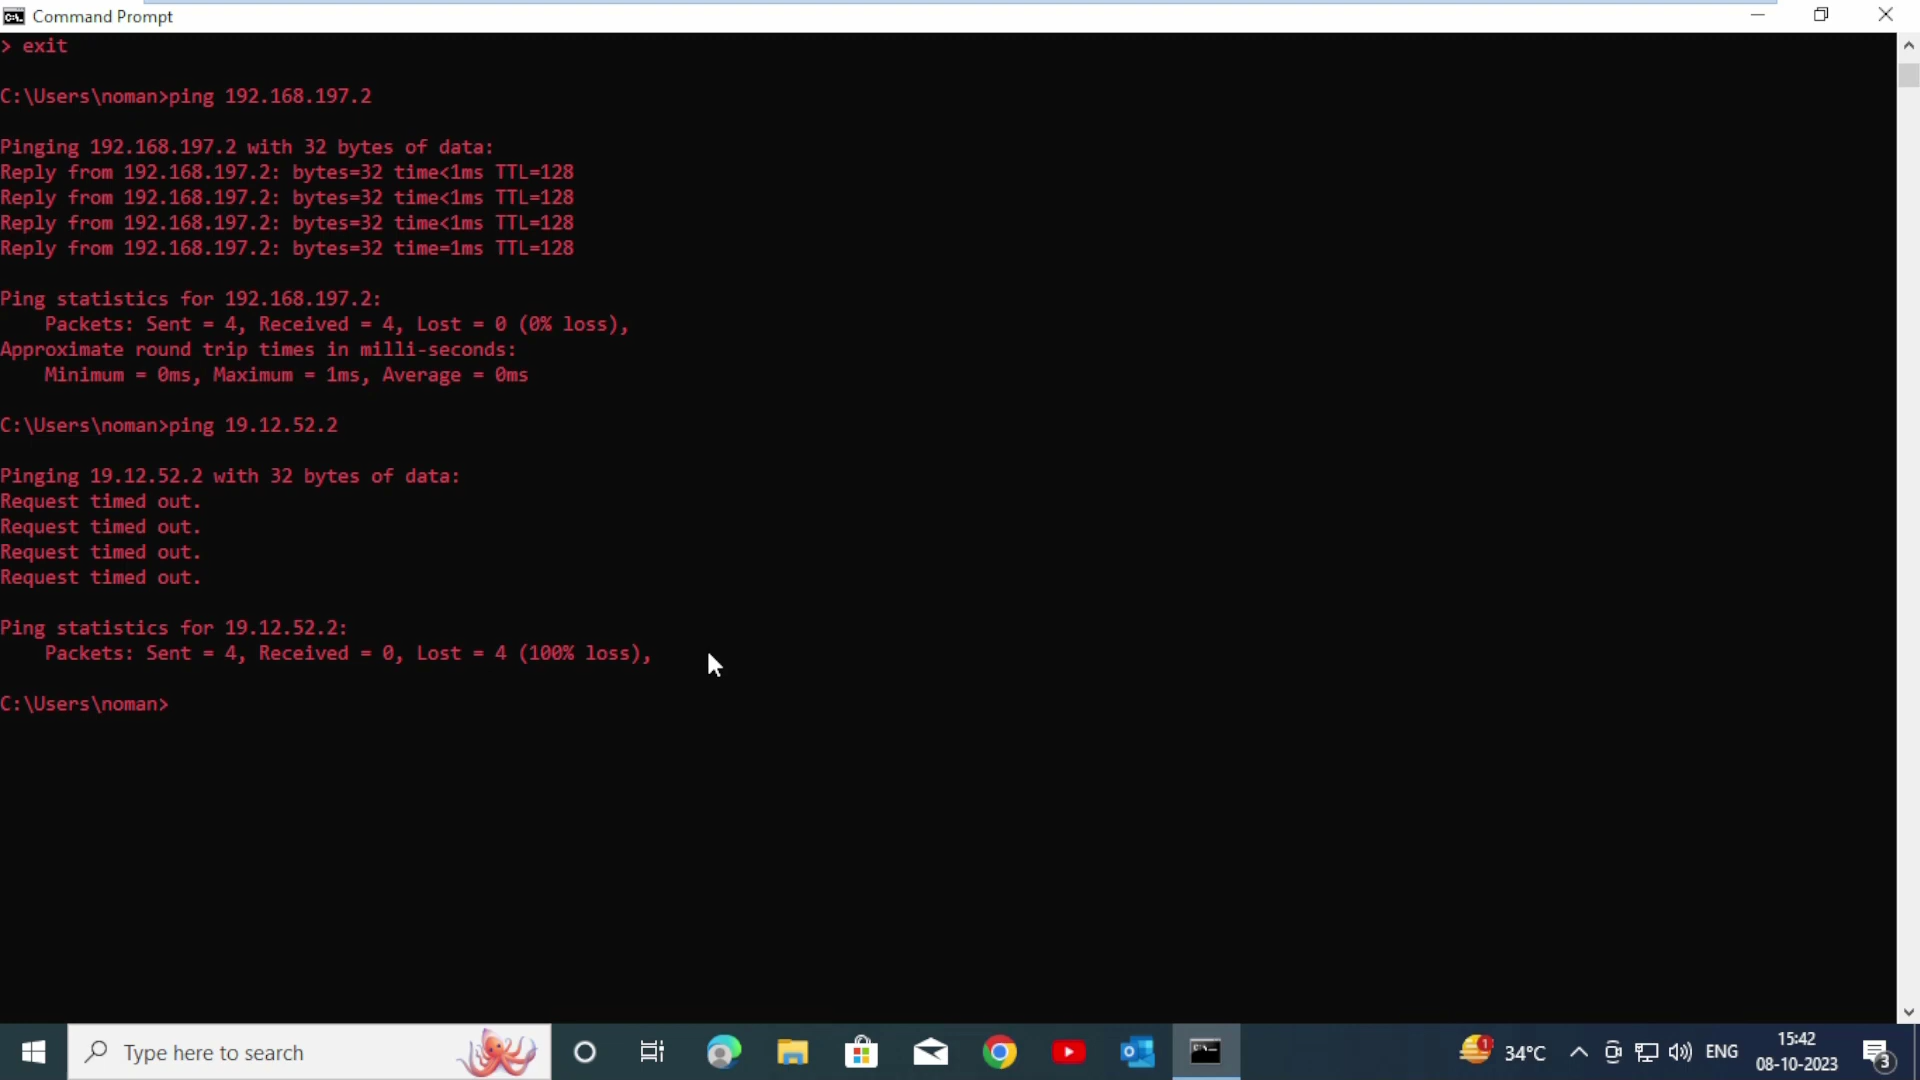 Command Prompt
> exit
C:\Users\noman>ping 192.168.197.2
Pinging 192.168.197.2 with 32 bytes of data:
Reply from 192.168.197.2: bytes=32 time<1ms TTL=128
Reply from 192.168.197.2: bytes=32 time<1ms TTL=128
Reply from 192.168.197.2: bytes=32 time<1ms TTL=128
Reply from 192.168.197.2: bytes=32 time=1ms TTL=128
Ping statistics for 192.168.197.2:
Packets: Sent = 4, Received = 4, Lost = 0 (0% loss),
Approximate round trip times in milli-seconds:
Minimum = 0ms, Maximum = 1ms, Average = 0ms
C:\Users\noman>ping 19.12.52.2
Pinging 19.12.52.2 with 32 bytes of data:
Request timed out.
Request timed out.
Request timed out.
Request timed out.
Ping statistics for 19.12.52.2:
Packets: Sent = 4, Received = 0, Lost = 4 (100% loss),
C:\Users\noman>
Type here to search
1
34°C
ENG
15:42
08-10-2023
3